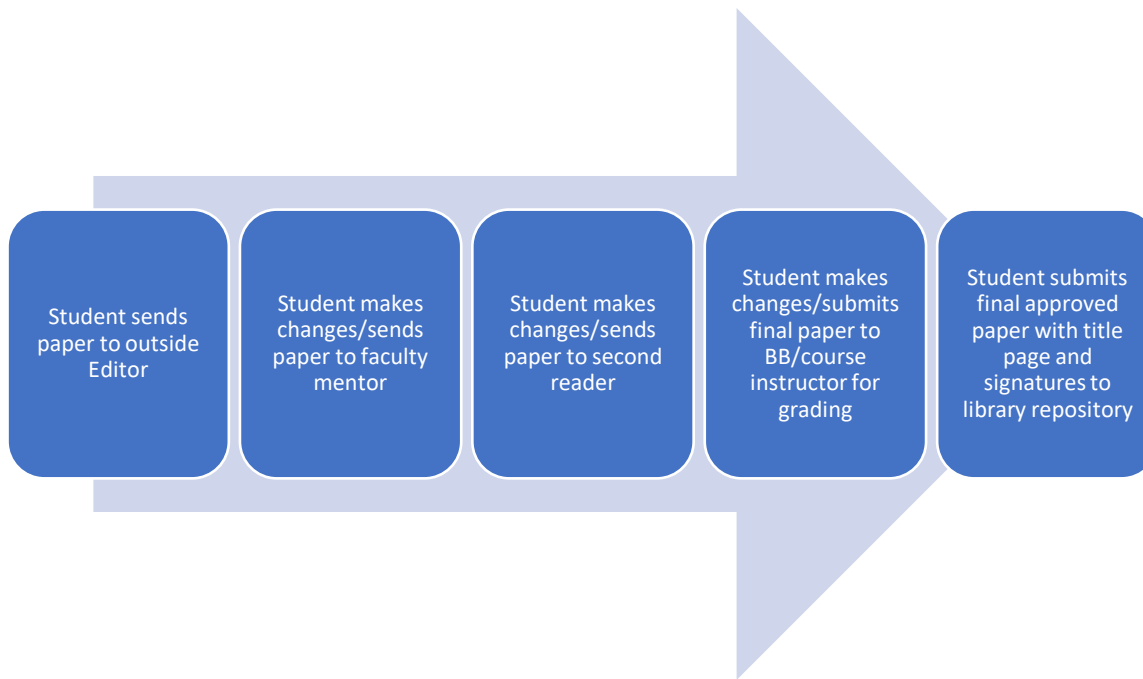 Student sends
paper to outside
Editor
Student makes
changes/sends
paper to faculty
mentor
Student makes
changes/sends
paper to second
reader
Student makes
changes/submits
final paper to
BB/course
instructor for
grading
Student submits
final approved
paper with title
page and
signatures to
library repository